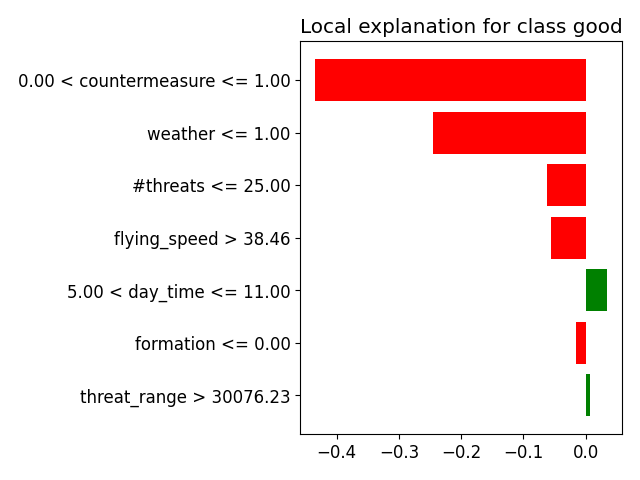 Local explanation for class good
0.00 < countermeasure <= 1.00
weather <= 1.00
#threats <= 25.00
flying_speed > 38.46
5.00 < day_time <= 11.00
formation <= 0.00
threat_range > 30076.23
−0.4 −0.3 −0.2 −0.1 0.0